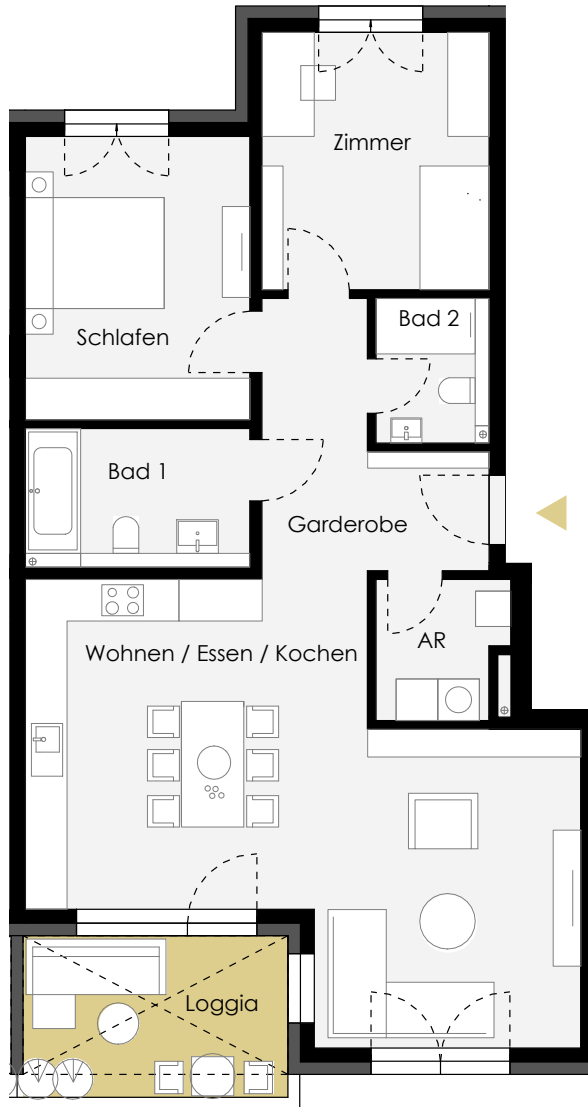 Zimmer
Bad 2
Schlafen
Bad 1
Garderobe
AR
Wohnen / Essen / Kochen
Loggia